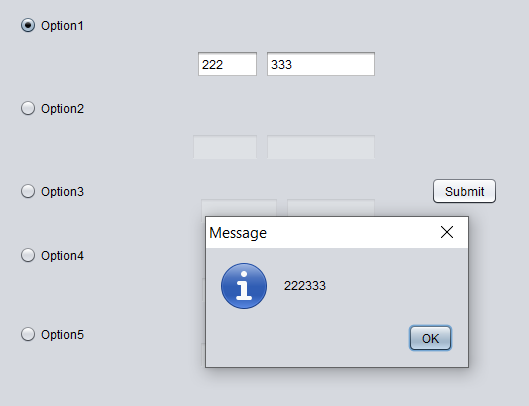 Option1
222 333
Option2
Option3
Submit
Message
Option4
222333
Option5
OK